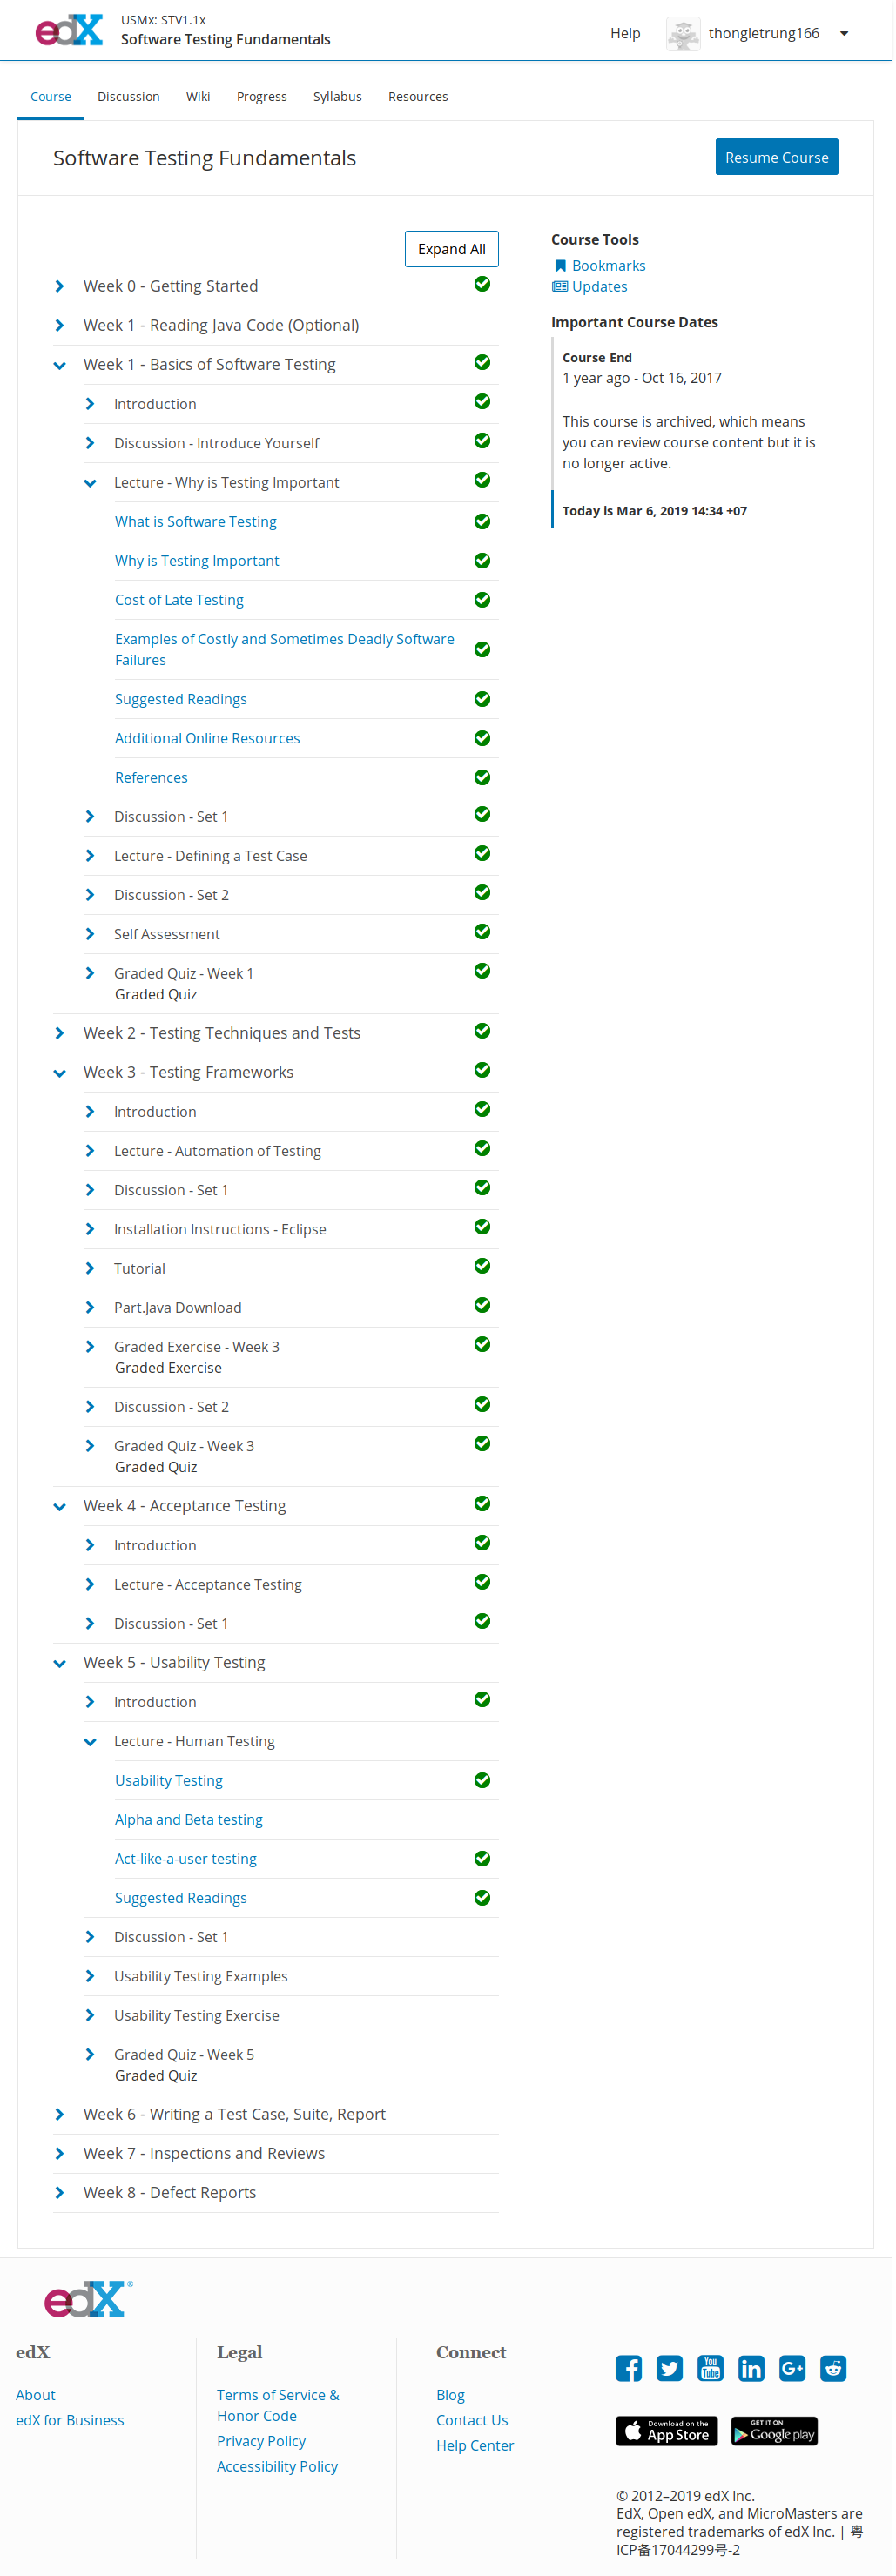 edX
USMx: STV1.1x
Software Testing Fundamentals
Help
thongletrung166
Course
Discussion
Wiki
Progress
Syllabus
Resources
Software Testing Fundamentals
Resume Course
Expand All
Week 0 - Getting Started
Week 1 - Reading Java Code (Optional)
Week 1 - Basics of Software Testing
Introduction
Discussion - Introduce Yourself
Lecture - Why is Testing Important
What is Software Testing
Why is Testing Important
Cost of Late Testing
Examples of Costly and Sometimes Deadly Software
Failures
Suggested Readings
Additional Online Resources
References
Discussion - Set 1
Lecture - Defining a Test Case
Discussion - Set 2
Self Assessment
Graded Quiz - Week 1
Graded Quiz
Week 2 - Testing Techniques and Tests
Week 3 - Testing Frameworks
Introduction
Lecture - Automation of Testing
Discussion - Set 1
Installation Instructions - Eclipse
Tutorial
Part.Java Download
Graded Exercise - Week 3
Graded Exercise
Discussion - Set 2
Graded Quiz - Week 3
Graded Quiz
Week 4 - Acceptance Testing
Introduction
Lecture - Acceptance Testing
Discussion - Set 1
Week 5 - Usability Testing
Introduction
Lecture - Human Testing
Usability Testing
Alpha and Beta testing
Act-like-a-user testing
Suggested Readings
Discussion - Set 1
Usability Testing Examples
Usability Testing Exercise
Graded Quiz - Week 5
Graded Quiz
Week 6 - Writing a Test Case, Suite, Report
Week 7 - Inspections and Reviews
Week 8 - Defect Reports
Course Tools
Bookmarks
Updates
Important Course Dates
Course End
1 year ago - Oct 16, 2017
This course is archived, which means
you can review course content but it is
no longer active.
Today is Mar 6, 2019 14:34 +07
edX®
edX
About
edX for Business
Legal
Terms of Service &
Honor Code
Privacy Policy
Accessibility Policy
Connect
Blog
Contact Us
Help Center
You
Tube
in
G+
Download on the
App Store
GET IT ON
Google play
© 2012–2019 edX Inc.
EdX, Open edX, and MicroMasters are
registered trademarks of edX Inc. | 粤
ICP备17044299号-2